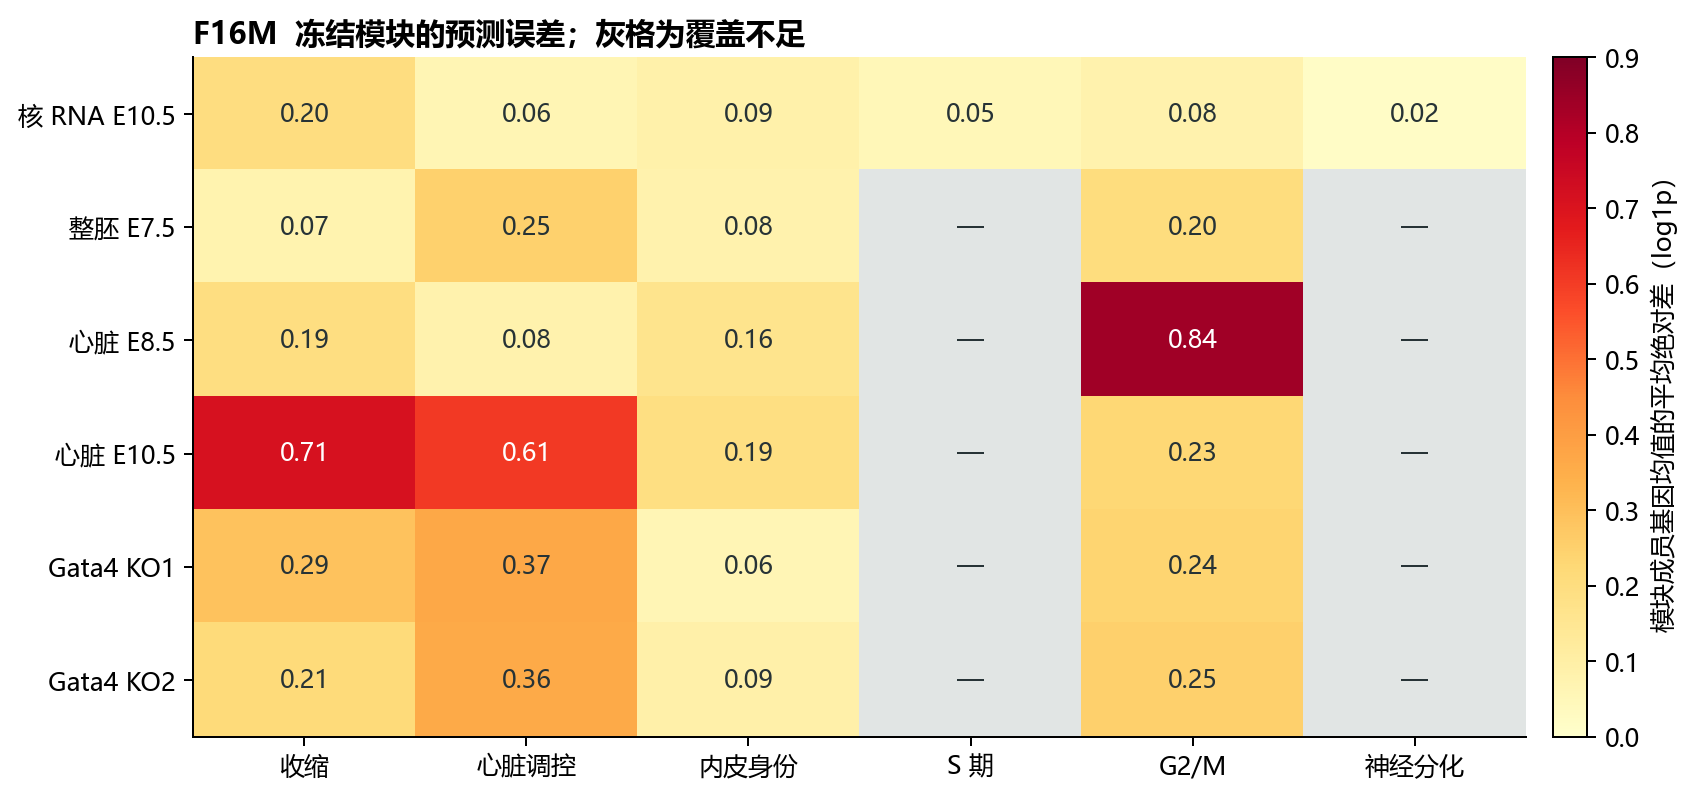 F16M 冻结模块的预测误差；灰格为覆盖不足
核 RNA E10.5 0.20 0.06 0.09 0.05 0.08 0.02
整胚 E7.5 0.07 0.25 0.08 — 0.20 —
心脏 E8.5 0.19 0.08 0.16 — 0.84 —
心脏 E10.5 0.71 0.61 0.19 — 0.23 —
Gata4 KO1 0.29 0.37 0.06 — 0.24 —
Gata4 KO2 0.21 0.36 0.09 — 0.25 —
收缩 心脏调控 内皮身份 S 期 G2/M 神经分化
0.9
0.8
0.7
0.6
0.5
0.4
0.3
0.2
0.1
0.0
模块成员基因均值的平均绝对差（log1p）